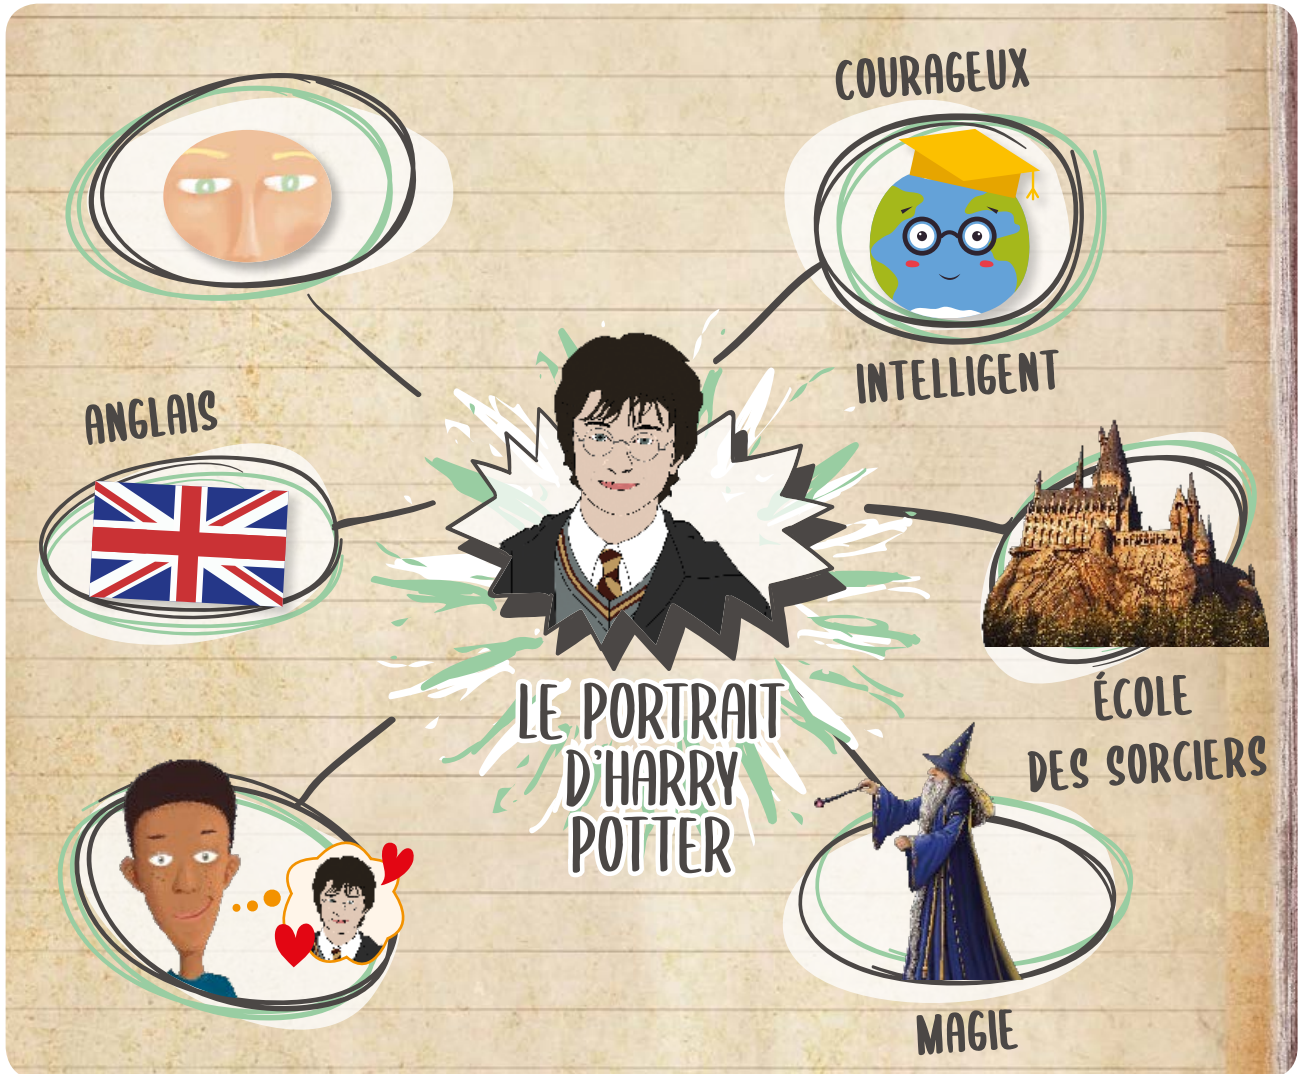 COURAGEUX
INTELLIGENT
ANGLAIS
LE PORTRAIT
D'HARRY
POTTER
ÉCOLE
DES SORCIERS
MAGIE